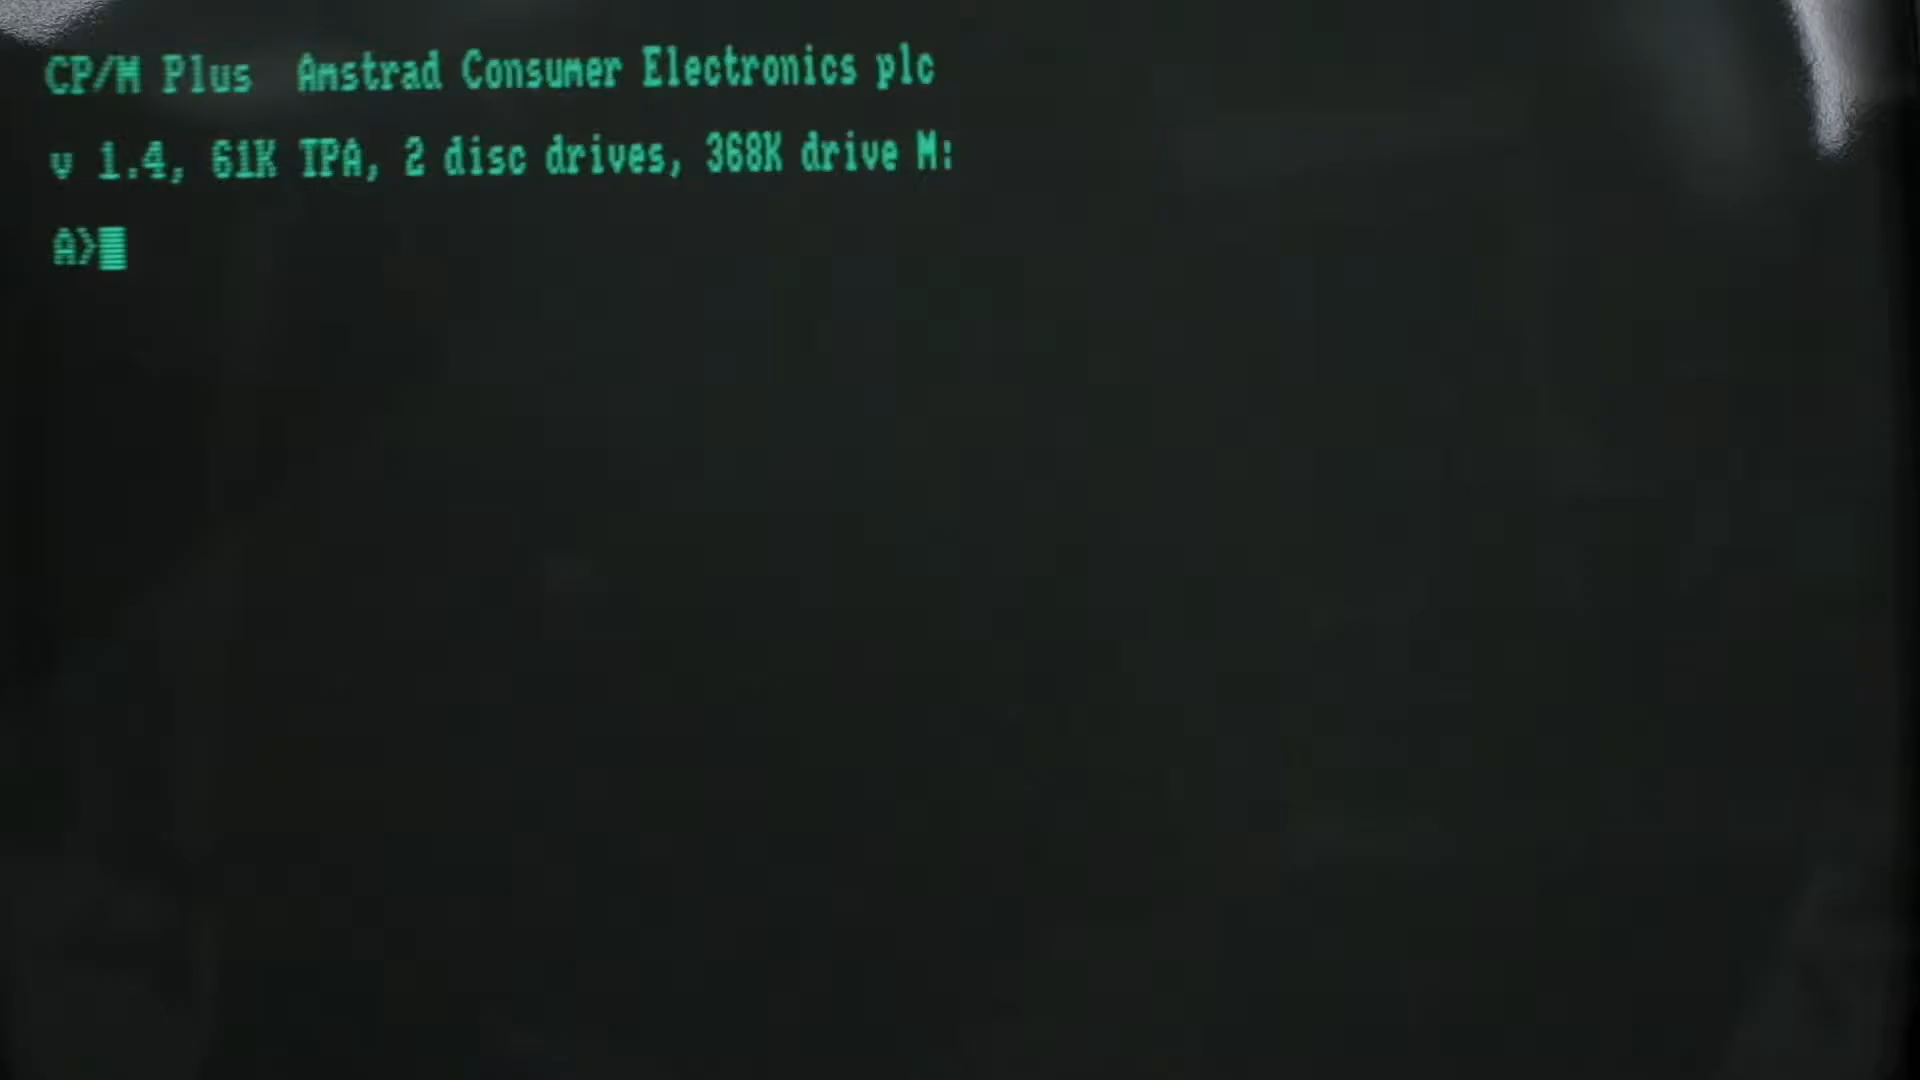 CP/M Plus  Amstrad Consumer Electronics plc
v 1.4, 61K TPA, 2 disc drives, 368K drive M:
A>